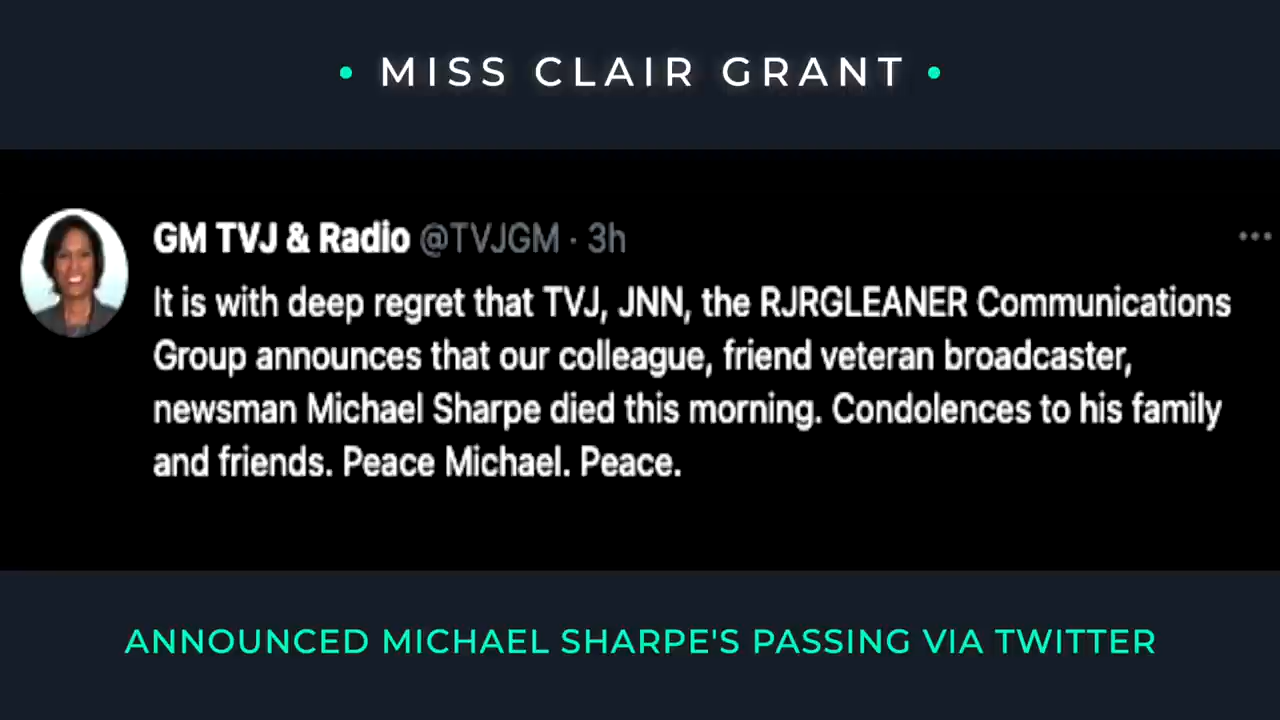 • MISS CLAIR GRANT •
GM TVJ & Radio @TVJGM · 3h
It is with deep regret that TVJ, JNN, the RJRGLEANER Communications
Group announces that our colleague, friend veteran broadcaster,
newsman Michael Sharpe died this morning. Condolences to his family
and friends. Peace Michael. Peace.
ANNOUNCED MICHAEL SHARPE'S PASSING VIA TWITTER